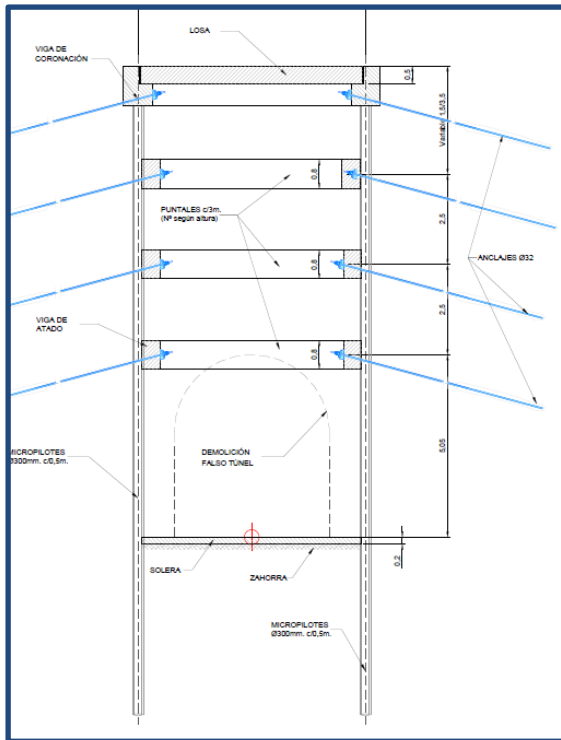 LOSA
VIGA DE
CORONACIÓN
0.5
Variable 1.5/3.5
0.8
PUNTALES c/3m.
(Nº según altura)
2.5
ANCLAJES Ø32
0.8
2.5
VIGA DE
ATADO
0.8
DEMOLICIÓN
FALSO TÚNEL
5.05
MICROPILOTES
Ø300mm. c/0,5m.
SOLERA
ZAHORRA
0.2
MICROPILOTES
Ø300mm. c/0,5m.